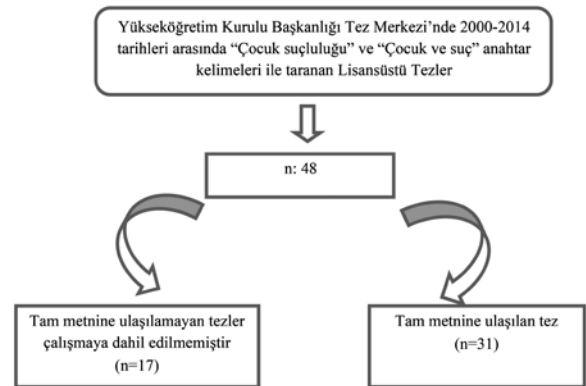 Yükseköğretim Kurulu Başkanlığı Tez Merkezi’nde 2000-2014
tarihleri arasında “Çocuk suçluluğu” ve “Çocuk ve suç” anahtar
kelimeleri ile taranan Lisansüstü Tezler
n: 48
Tam metnine ulaşılamayan tezler
çalışmaya dahil edilmemiştir
(n=17)
Tam metnine ulaşılan tez
(n=31)